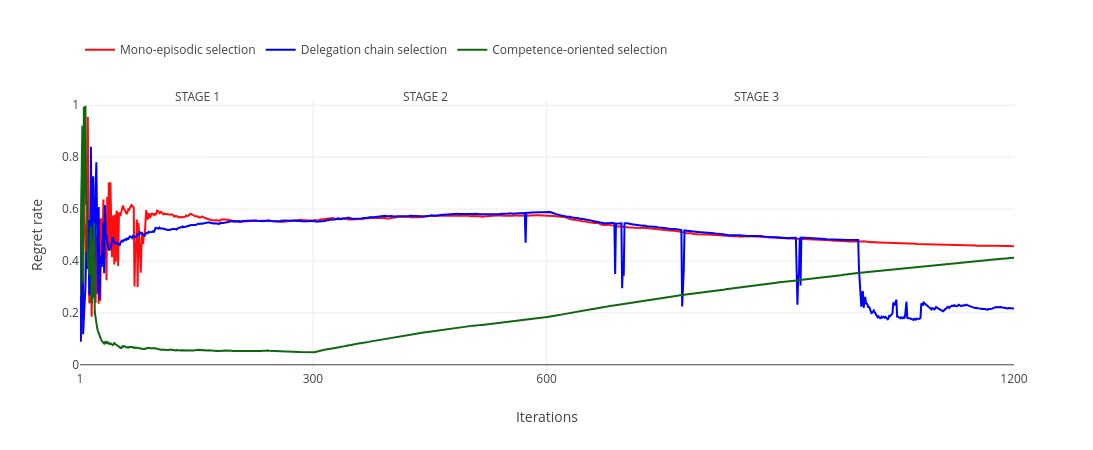 Mono-episodic selection Delegation chain selection Competence-oriented selection
STAGE 1 STAGE 2 STAGE 3
1
0.8
0.6
0.4
0.2
0
Regret rate
1 300 600 1200
Iterations